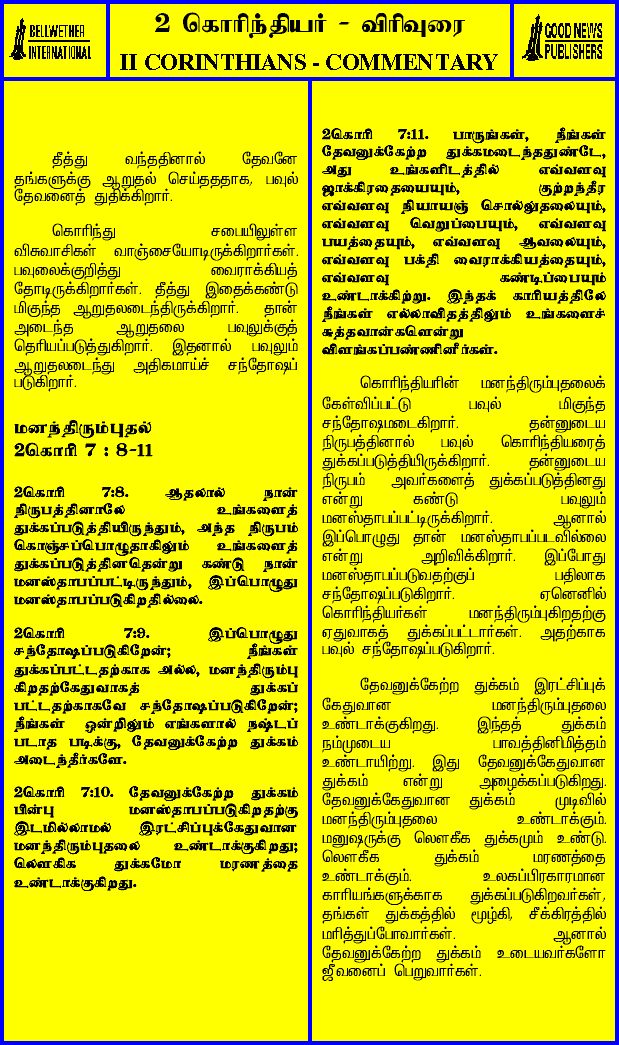 BELLWETHER
INTERNATIONAL
2 கொரிந்தியர் - விரிவுரை
II CORINTHIANS - COMMENTARY
GOOD NEWS
PUBLISHERS
தீத்து வந்ததினால் தேவனே
தங்களுக்கு ஆறுதல் செய்தததாக, பவுல்
தேவனைத் துதிக்கிறார்.
கொரிந்து சபையிலுள்ள
விசுவாசிகள் வாஞ்சையோடிருக்கிறார்கள்.
பவுலைக்குறித்து வைராக்கியத்
தோடிருக்கிறார்கள். தீத்து இதைக்கண்டு
மிகுந்த ஆறுதலடைந்திருக்கிறார். தான்
அடைந்த ஆறுதலை பவுலுக்குத்
தெரியப்படுத்துகிறார். இதனால் பவுலும்
ஆறுதலடைந்து அதிகமாய்ச் சந்தோஷப்
படுகிறார்.
மனந்திரும்புதல்
2கொரி 7 : 8-11
2கொரி 7:8. ஆதலால் நான்
நிருபத்தினாலே உங்களைத்
துக்கப்படுத்தியிருந்தும், அந்த நிருபம்
கொஞ்சப்பொழுதாகிலும் உங்களைத்
துக்கப்படுத்தினதென்று கண்டு நான்
மனஸ்தாபப்பட்டிருந்தும், இப்பொழுது
மனஸ்தாபப்படுகிறதில்லை.
2கொரி 7:9. இப்பொழுது
சந்தோஷப்படுகிறேன்; நீங்கள்
துக்கப்பட்டதற்காக அல்ல, மனந்திரும்பு
கிறதற்கேதுவாகத் துக்கப்
பட்டதற்காகவே சந்தோஷப்படுகிறேன்;
நீங்கள் ஒன்றிலும் எங்களால் நஷ்டப்
படாத படிக்கு, தேவனுக்கேற்ற துக்கம்
அடைந்தீர்களே.
2கொரி 7:10. தேவனுக்கேற்ற துக்கம்
பின்பு மனஸ்தாபப்படுகிறதற்கு
இடமில்லாமல் இரட்சிப்புக்கேதுவான
மனந்திரும்புதலை உண்டாக்குகிறது;
லௌகிக துக்கமோ மரணத்தை
உண்டாக்குகிறது.
2கொரி 7:11. பாருங்கள், நீங்கள்
தேவனுக்கேற்ற துக்கமடைந்ததுண்டே,
அது உங்களிடத்தில் எவ்வளவு
ஜாக்கிரதையையும், குற்றந்தீர
எவ்வளவு நியாயஞ் சொல்லுதலையும்,
எவ்வளவு வெறுப்பையும், எவ்வளவு
பயத்தையும், எவ்வளவு ஆவலையும்,
எவ்வளவு பக்தி வைராக்கியத்தையும்,
எவ்வளவு கண்டிப்பையும்
உண்டாக்கிற்று. இந்தக் காரியத்திலே
நீங்கள் எல்லாவிதத்திலும் உங்களைச்
சுத்தவான்களென்று
விளங்கப்பண்ணினீர்கள்.
கொரிந்தியரின் மனந்திரும்புதலைக்
கேள்விப்பட்டு பவுல் மிகுந்த
சந்தோஷமடைகிறார். தன்னுடைய
நிருபத்தினால் பவுல் கொரிந்தியரைத்
துக்கப்படுத்தியிருக்கிறார். தன்னுடைய
நிருபம் அவர்களைத் துக்கப்படுத்தினது
என்று கண்டு பவுலும்
மனஸ்தாபப்பட்டிருக்கிறார். ஆனால்
இப்பொழுது தான் மனஸ்தாபப்படவில்லை
என்று அறிவிக்கிறார். இப்போது
மனஸ்தாபப்படுவதற்குப் பதிலாக
சந்தோஷப்படுகிறார். ஏனெனில்
கொரிந்தியர்கள் மனந்திரும்புகிறதற்கு
ஏதுவாகத் துக்கப்பட்டார்கள். அதற்காக
பவுல் சந்தோஷப்படுகிறார்.
தேவனுக்கேற்ற துக்கம் இரட்சிப்புக்
கேதுவான மனந்திரும்புதலை
உண்டாக்குகிறது. இந்தத் துக்கம்
நம்முடைய பாவத்தினிமித்தம்
உண்டாயிற்று. இது தேவனுக்கேதுவான
துக்கம் என்று அழைக்கப்படுகிறது.
தேவனுக்கேதுவான துக்கம் முடிவில்
மனந்திரும்புதலை உண்டாக்கும்.
மனுஷருக்கு லௌகீக துக்கமும் உண்டு.
லௌகீக துக்கம் மரணத்தை
உண்டாக்கும். உலகப்பிரகாரமான
காரியங்களுக்காக துக்கப்படுகிறவர்கள்,
தங்கள் துக்கத்தில் மூழ்கி, சீக்கிரத்தில்
மரித்துப்போவார்கள். ஆனால்
தேவனுக்கேற்ற துக்கம் உடையவர்களோ
ஜீவனைப் பெறுவார்கள்.